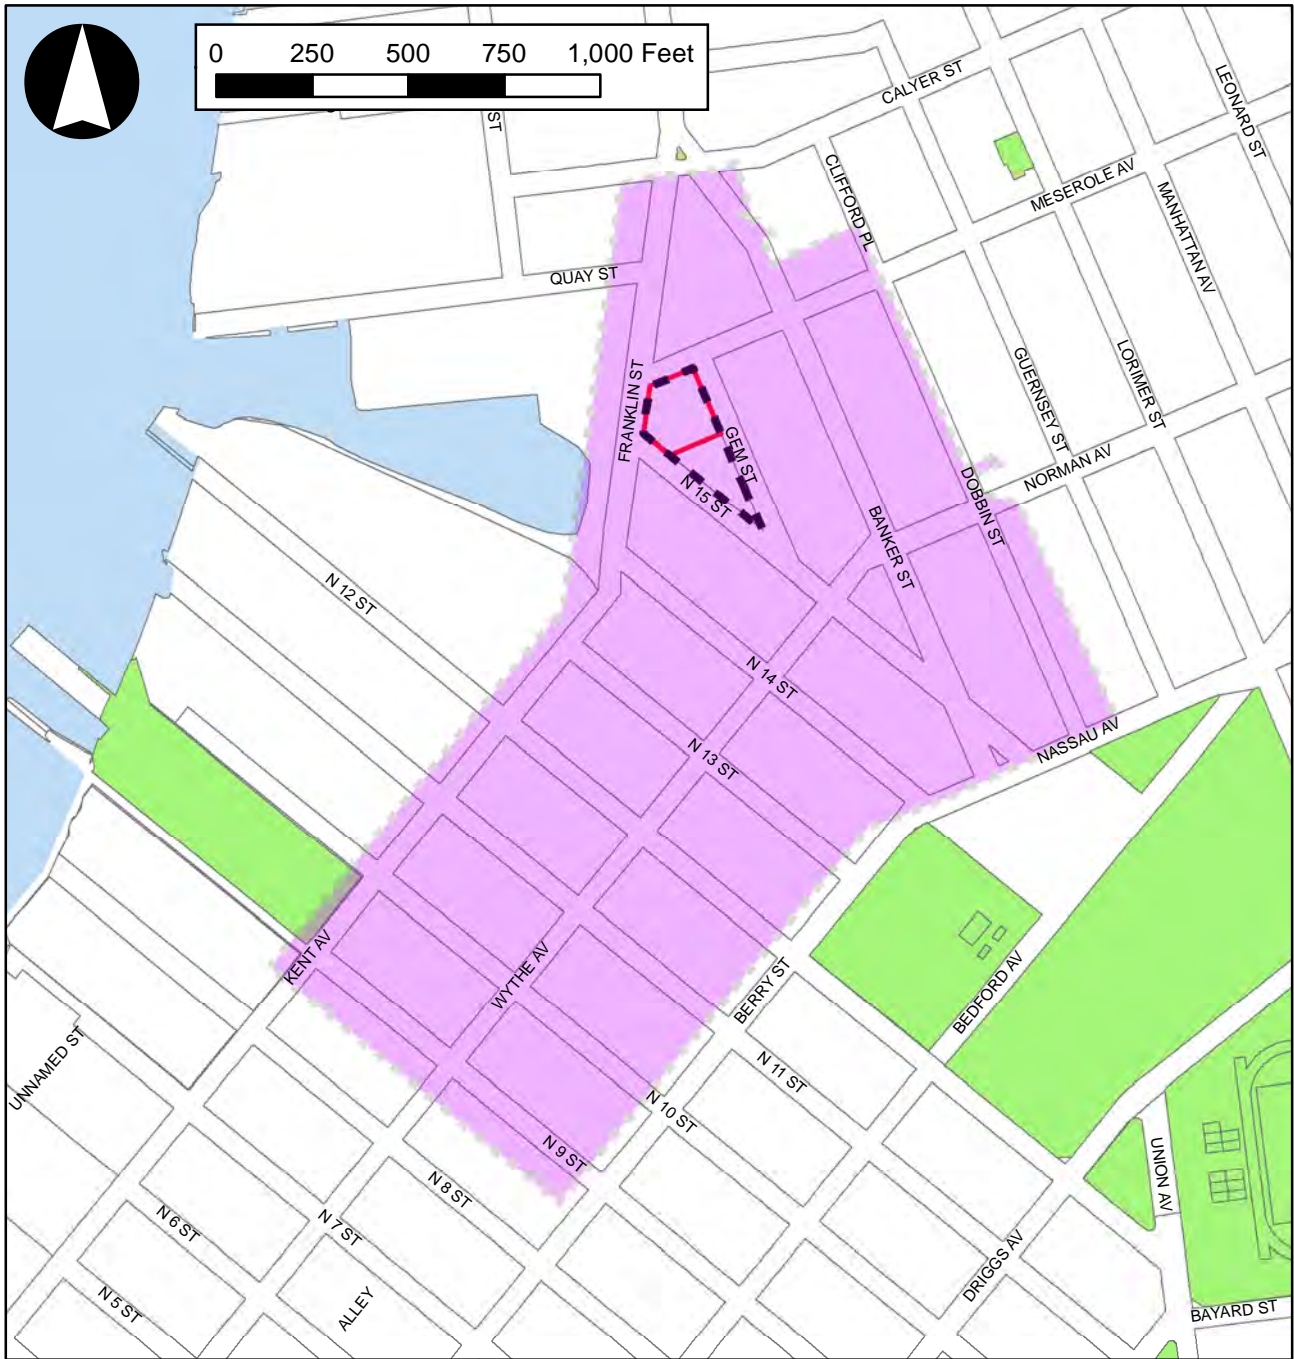 0 250 500 750 1,000 Feet
ST
CALYER ST
LEONARD ST
CLIFFORD PL
MESEROLE AV
MANHATTAN AV
QUAY ST
FRANKLIN ST
GUERNSEY ST
LORIMER ST
GEM ST
N 15 ST
NORMAN AV
DOBBIN ST
BANKER ST
N 12 ST
N 14 ST
N 13 ST
NASSAU AV
KENT AV
WYTHE AV
BERRY ST
BEDFORD AV
UNNAMED ST
N 11 ST
N 10 ST
N 9 ST
N 8 ST
UNION AV
N 7 ST
N 6 ST
DRIGGS AV
N 5 ST
ALLEY
BAYARD ST